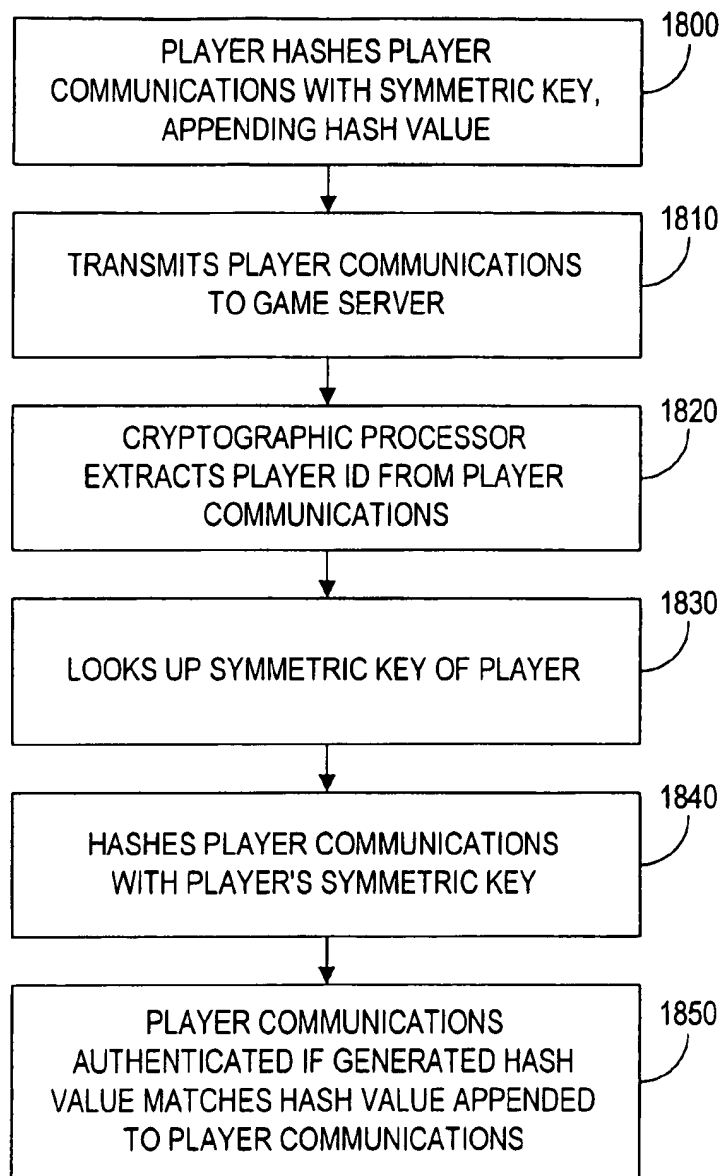 1800
PLAYER HASHES PLAYER
COMMUNICATIONS WITH SYMMETRIC KEY,
APPENDING HASH VALUE
1810
TRANSMITS PLAYER COMMUNICATIONS
TO GAME SERVER
1820
CRYPTOGRAPHIC PROCESSOR
EXTRACTS PLAYER ID FROM PLAYER
COMMUNICATIONS
1830
LOOKS UP SYMMETRIC KEY OF PLAYER
1840
HASHES PLAYER COMMUNICATIONS
WITH PLAYER'S SYMMETRIC KEY
1850
PLAYER COMMUNICATIONS
AUTHENTICATED IF GENERATED HASH
VALUE MATCHES HASH VALUE APPENDED
TO PLAYER COMMUNICATIONS